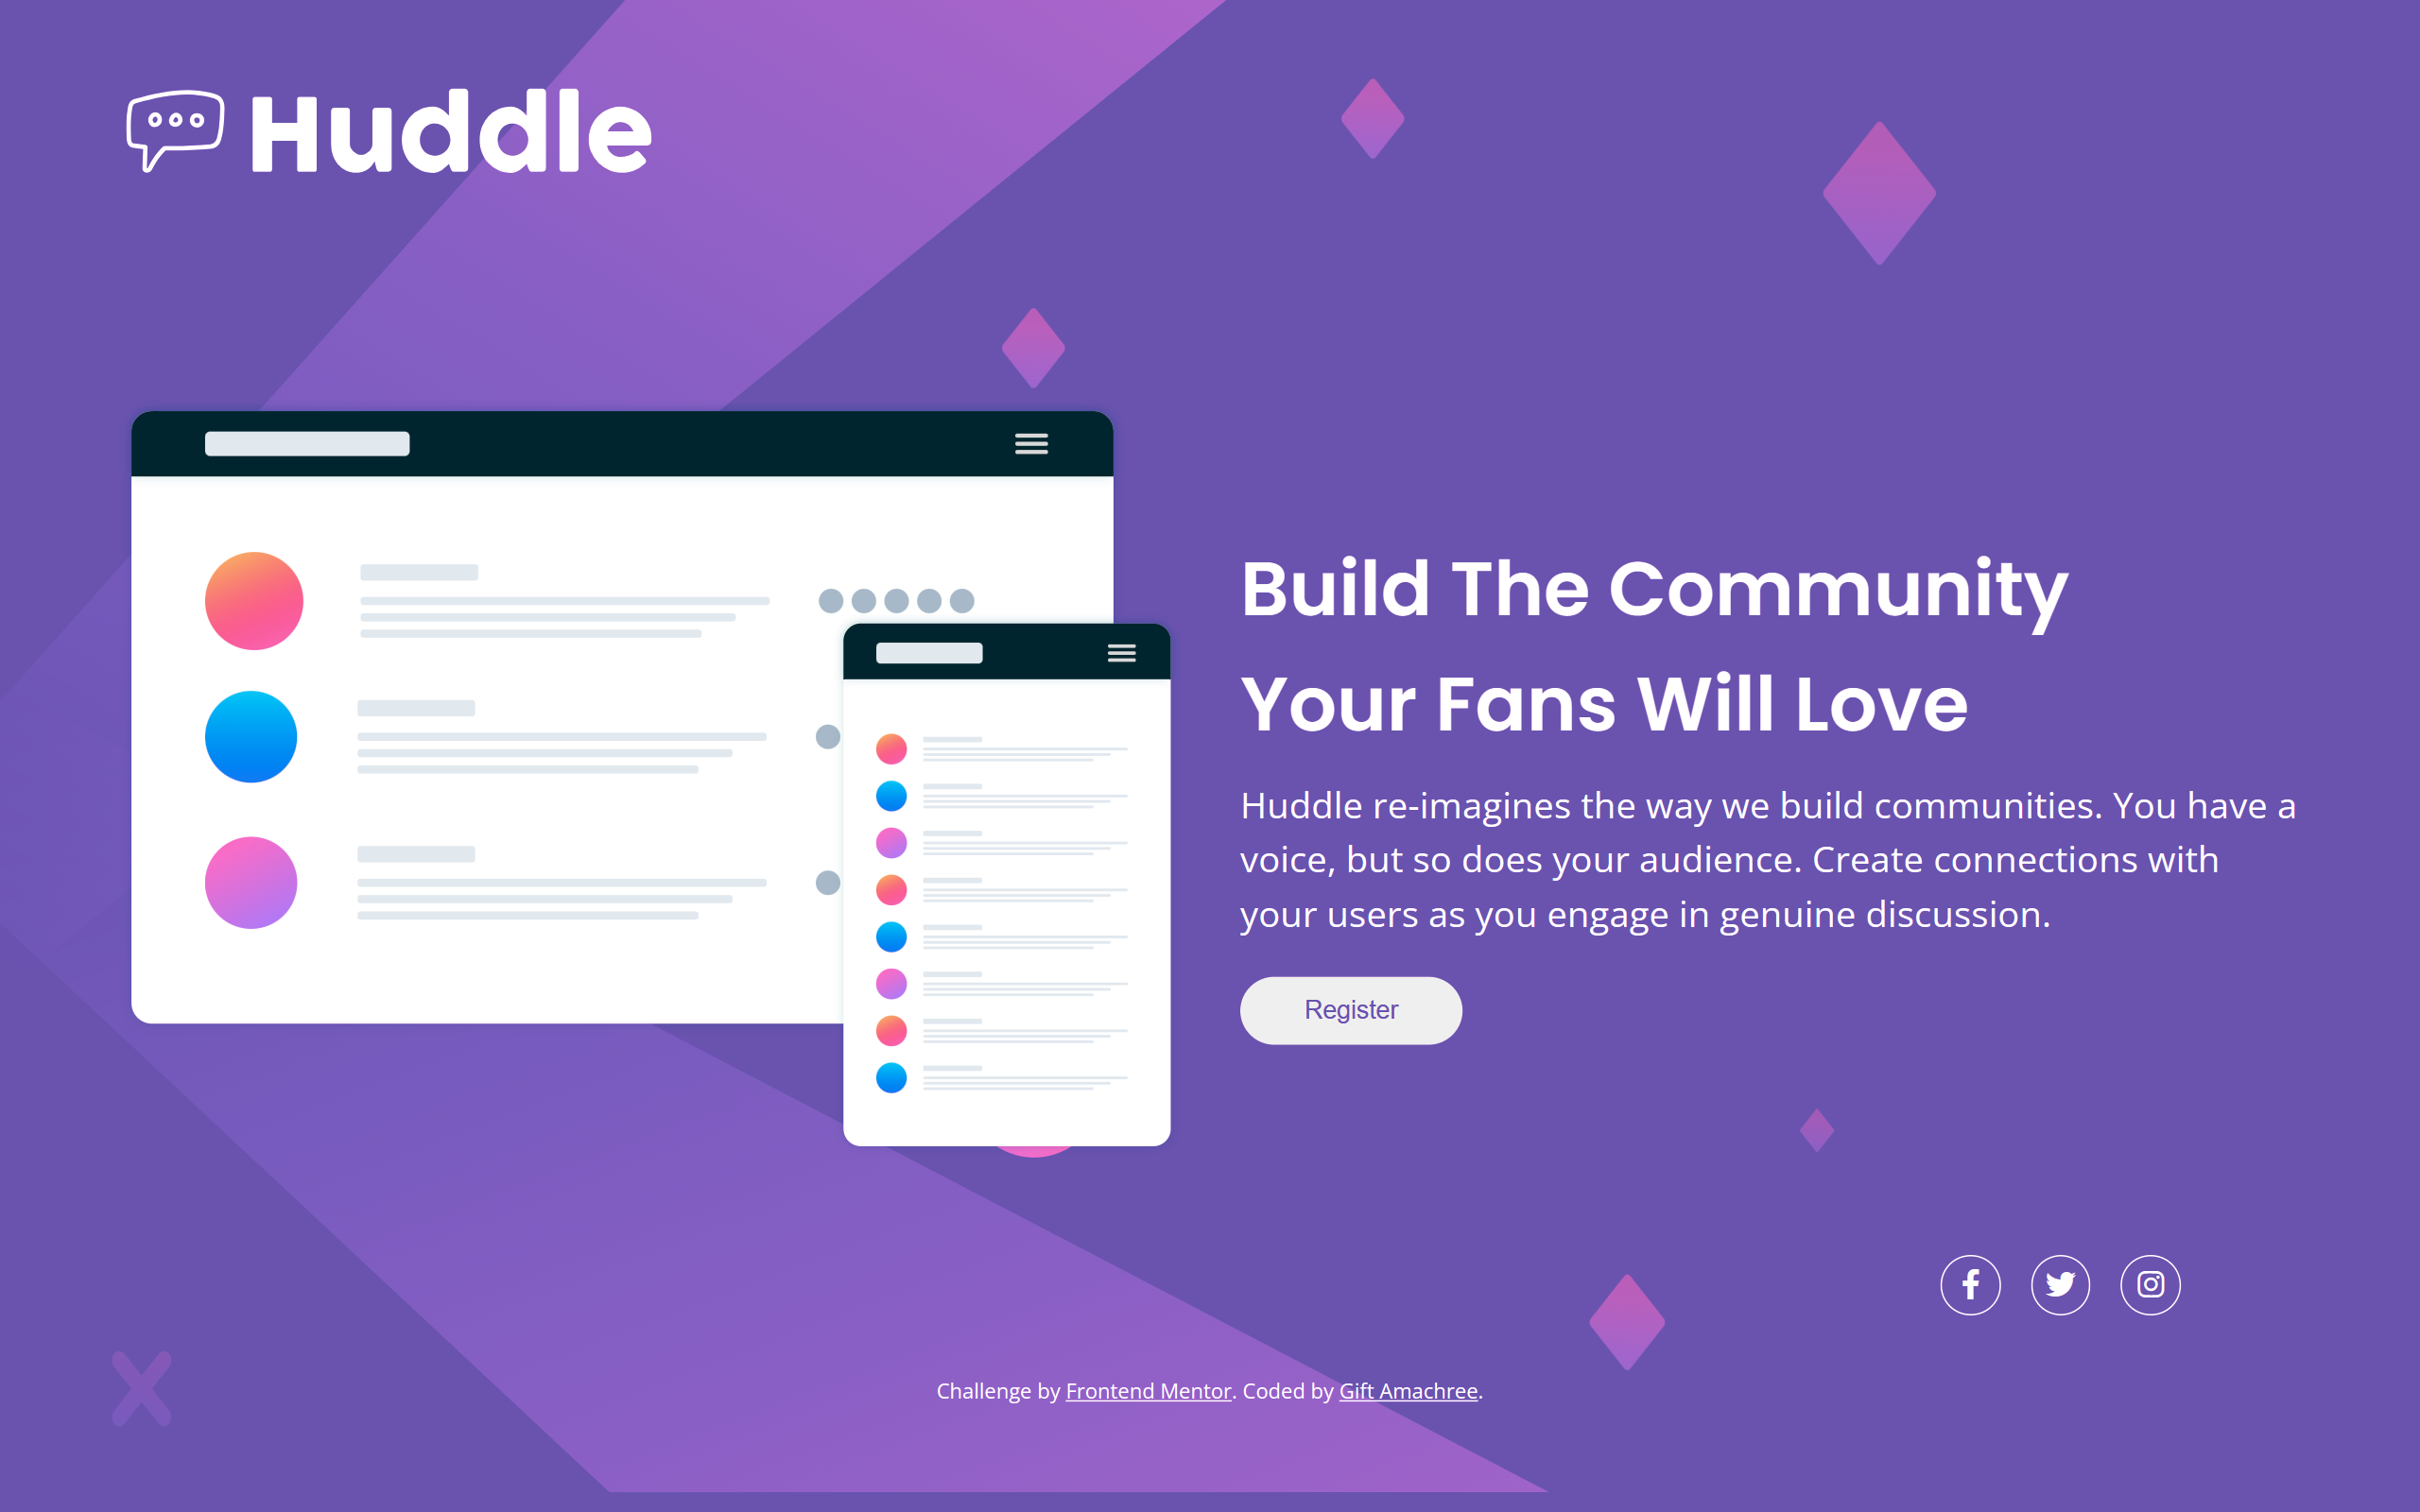 Huddle
Build The Community
Your Fans Will Love
Huddle re-imagines the way we build communities. You have a
voice, but so does your audience. Create connections with
your users as you engage in genuine discussion.
Register
Challenge by Frontend Mentor. Coded by Gift Amachree.